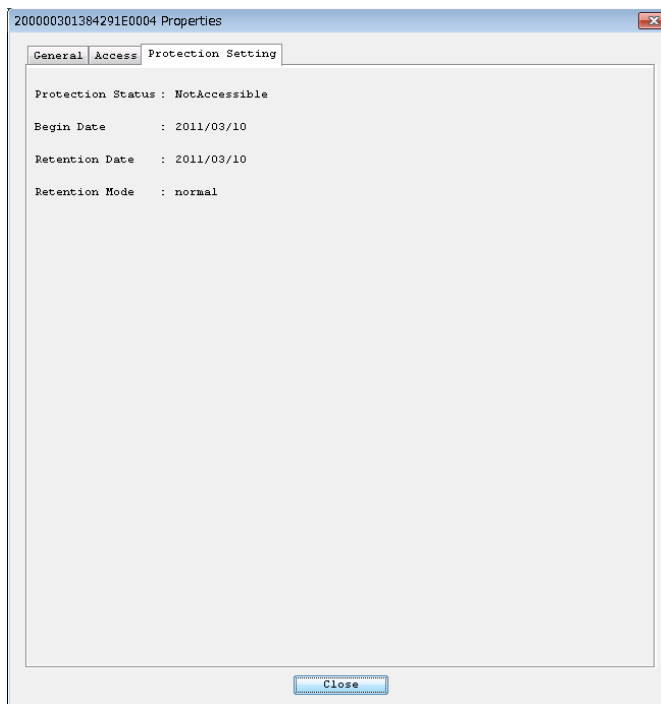 200000301384291E0004 Properties
General Access Protection Setting
Protection Status : NotAccessible
Begin Date : 2011/03/10
Retention Date : 2011/03/10
Retention Mode : normal
Close